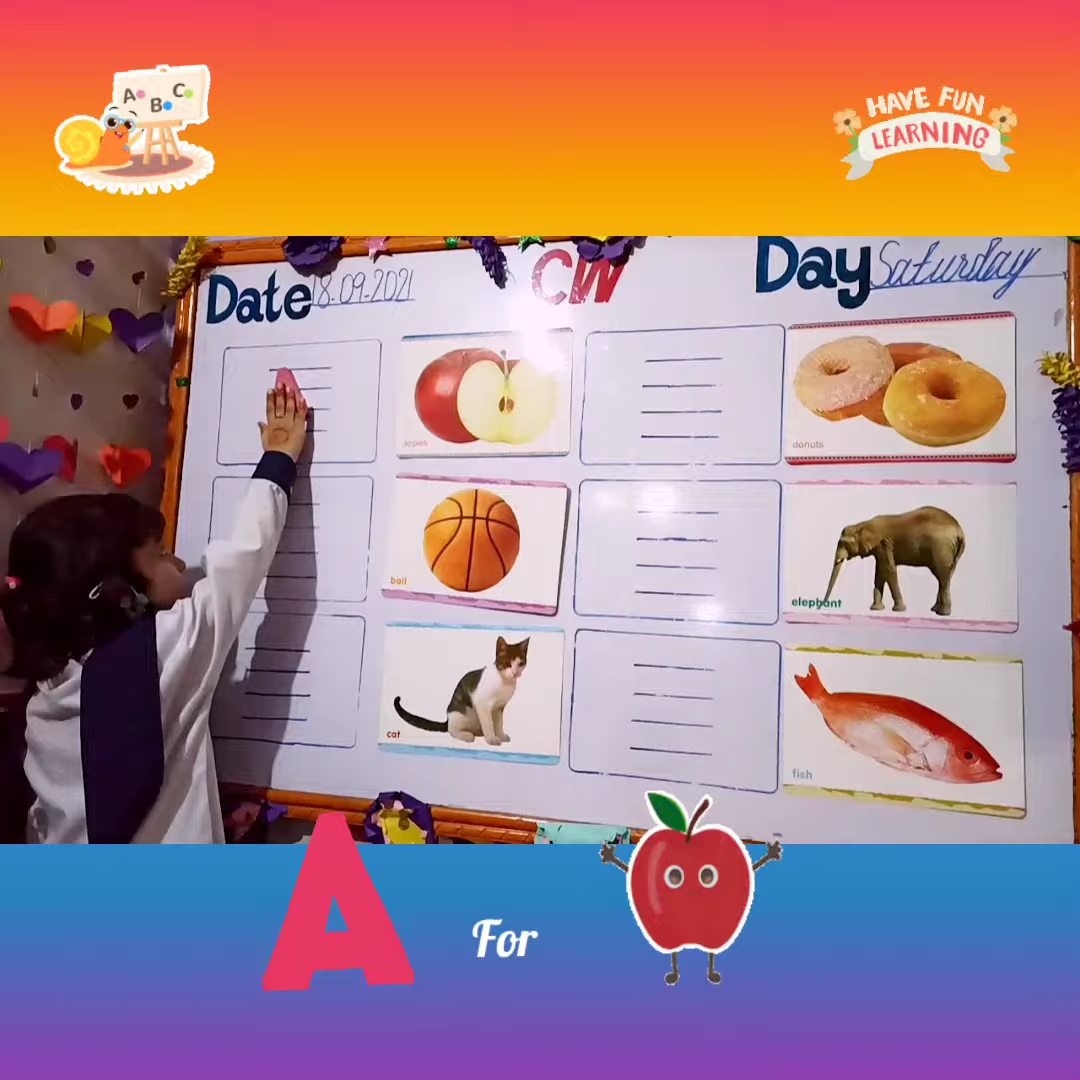 A B C
HAVE FUN
LEARNING
Date 18-09-2021 CW Day Saturday
A
apples
donuts
ball
elephant
cat
fish
A For